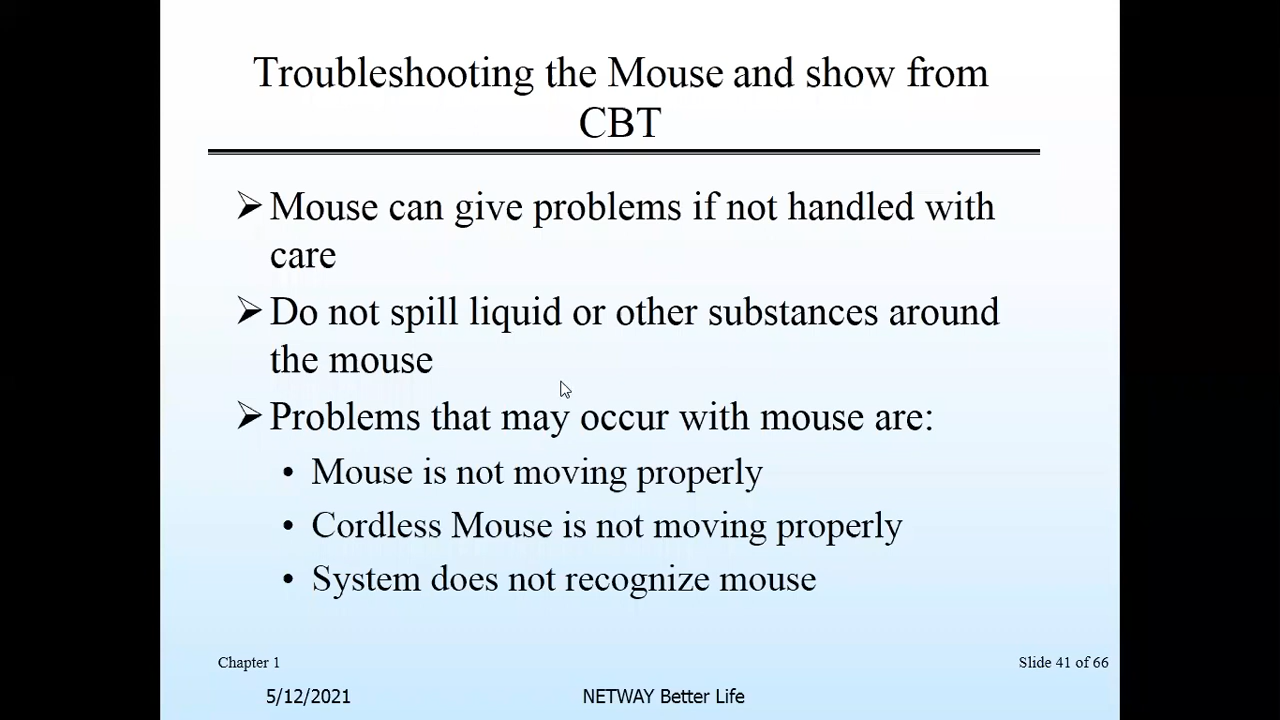 Troubleshooting the Mouse and show from
CBT
➢ Mouse can give problems if not handled with
care
➢ Do not spill liquid or other substances around
the mouse
➢ Problems that may occur with mouse are:
• Mouse is not moving properly
• Cordless Mouse is not moving properly
• System does not recognize mouse
Chapter 1
Slide 41 of 66
5/12/2021
NETWAY Better Life